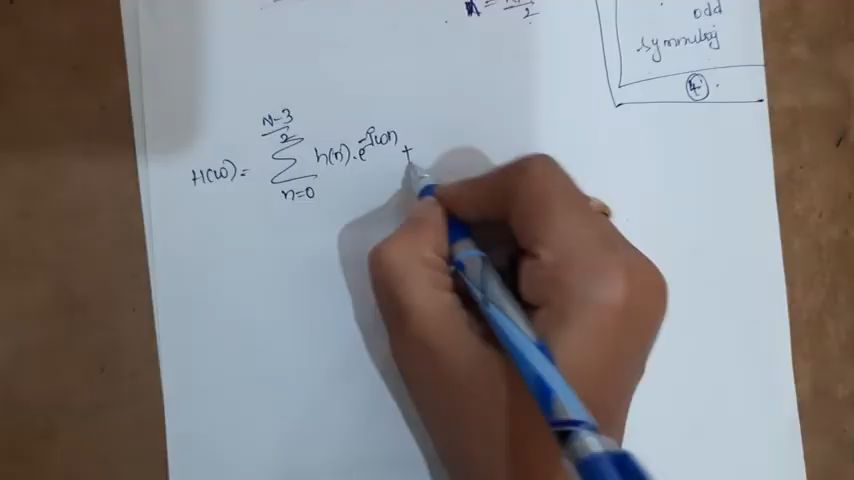 odd
symmetry
4
N-3
2
H(ω)= Σ h(n).e^-jωn +
n=0